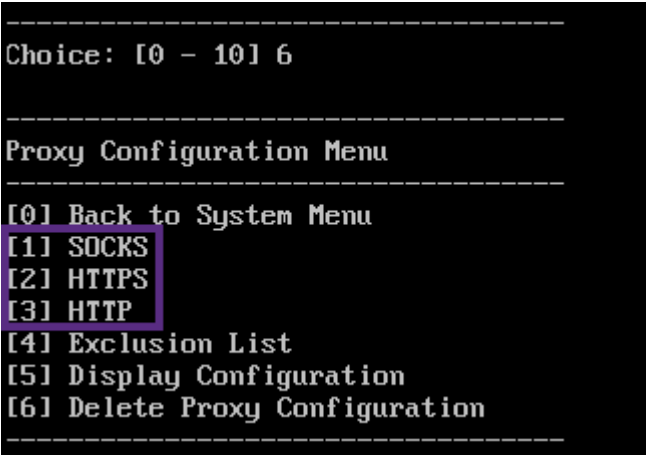 -----------------------------------
Choice: [0 - 10] 6
-----------------------------------
Proxy Configuration Menu
-----------------------------------
[0] Back to System Menu
[1] SOCKS
[2] HTTPS
[3] HTTP
[4] Exclusion List
[5] Display Configuration
[6] Delete Proxy Configuration
-----------------------------------